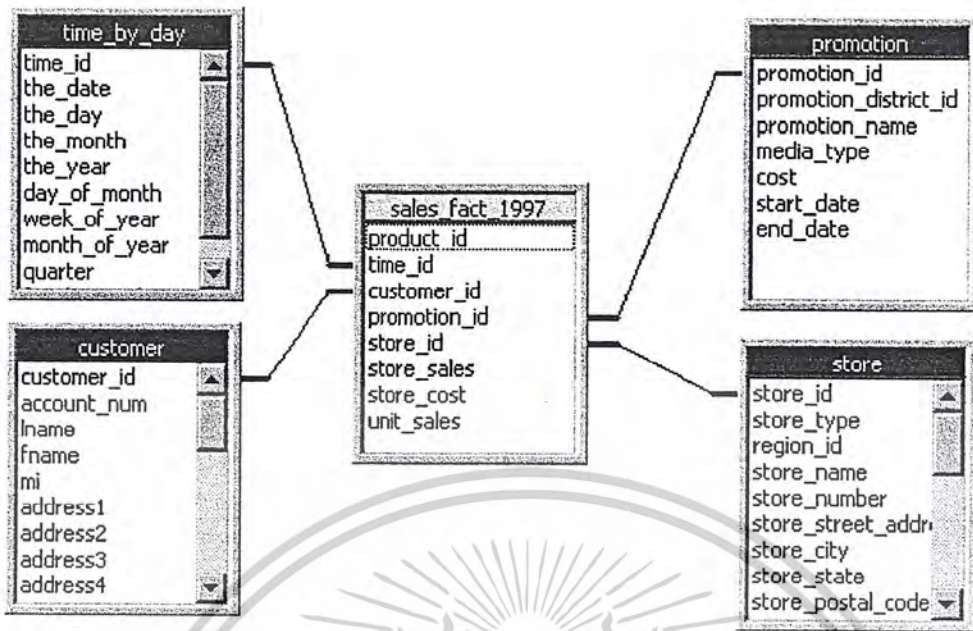 time_by_day
time_id
the_date
the_day
the_month
the_year
day_of_month
week_of_year
month_of_year
quarter
customer
customer_id
account_num
lname
fname
mi
address1
address2
address3
address4
sales_fact_1997
product_id
time_id
customer_id
promotion_id
store_id
store_sales
store_cost
unit_sales
promotion
promotion_id
promotion_district_id
promotion_name
media_type
cost
start_date
end_date
store
store_id
store_type
region_id
store_name
store_number
store_street_addr
store_city
store_state
store_postal_code